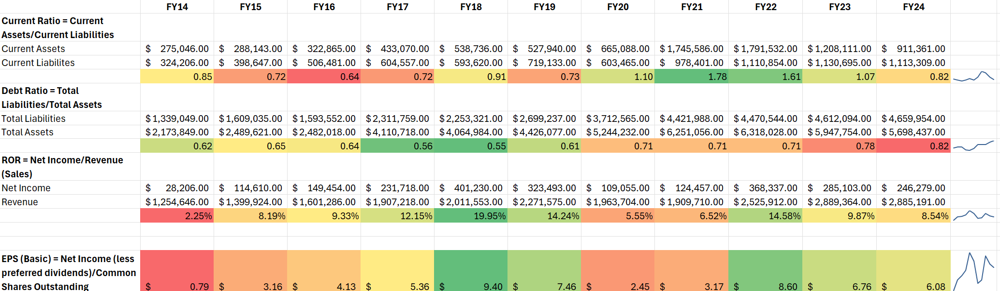 FY14 FY15 FY16 FY17 FY18 FY19 FY20 FY21 FY22 FY23 FY24
Current Ratio = Current
Assets/Current Liabilities
Current Assets $ 275,046.00 $ 288,143.00 $ 322,865.00 $ 433,070.00 $ 538,736.00 $ 527,940.00 $ 665,088.00 $ 1,745,586.00 $ 1,791,532.00 $ 1,208,111.00 $ 911,361.00
Current Liabilites $ 324,206.00 $ 398,647.00 $ 506,481.00 $ 604,557.00 $ 593,620.00 $ 719,133.00 $ 603,465.00 $ 978,401.00 $ 1,110,854.00 $ 1,130,695.00 $ 1,113,309.00
0.85 0.72 0.64 0.72 0.91 0.73 1.10 1.78 1.61 1.07 0.82
Debt Ratio = Total
Liabilities/Total Assets
Total Liabilities $ 1,339,049.00 $ 1,609,035.00 $ 1,593,552.00 $ 2,311,759.00 $ 2,253,321.00 $ 2,699,237.00 $ 3,712,565.00 $ 4,421,988.00 $ 4,470,544.00 $ 4,612,094.00 $ 4,659,954.00
Total Assets $ 2,173,849.00 $ 2,489,621.00 $ 2,482,018.00 $ 4,110,718.00 $ 4,064,984.00 $ 4,426,077.00 $ 5,244,232.00 $ 6,251,056.00 $ 6,318,028.00 $ 5,947,754.00 $ 5,698,437.00
0.62 0.65 0.64 0.56 0.55 0.61 0.71 0.71 0.71 0.78 0.82
ROR = Net Income/Revenue
(Sales)
Net Income $ 28,206.00 $ 114,610.00 $ 149,454.00 $ 231,718.00 $ 401,230.00 $ 323,493.00 $ 109,055.00 $ 124,457.00 $ 368,337.00 $ 285,103.00 $ 246,279.00
Revenue $ 1,254,646.00 $ 1,399,924.00 $ 1,601,286.00 $ 1,907,218.00 $ 2,011,553.00 $ 2,271,575.00 $ 1,963,704.00 $ 1,909,710.00 $ 2,525,912.00 $ 2,889,364.00 $ 2,885,191.00
2.25% 8.19% 9.33% 12.15% 19.95% 14.24% 5.55% 6.52% 14.58% 9.87% 8.54%
EPS (Basic) = Net Income (less
preferred dividends)/Common
Shares Outstanding $ 0.79 $ 3.16 $ 4.13 $ 5.36 $ 9.40 $ 7.46 $ 2.45 $ 3.17 $ 8.60 $ 6.76 $ 6.08